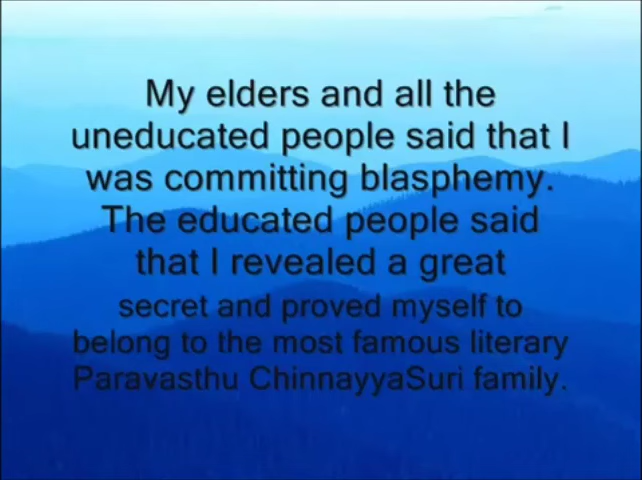 My elders and all the
uneducated people said that I
was committing blasphemy.
The educated people said
that I revealed a great
secret and proved myself to
belong to the most famous literary
Paravasthu ChinnayyaSuri family.